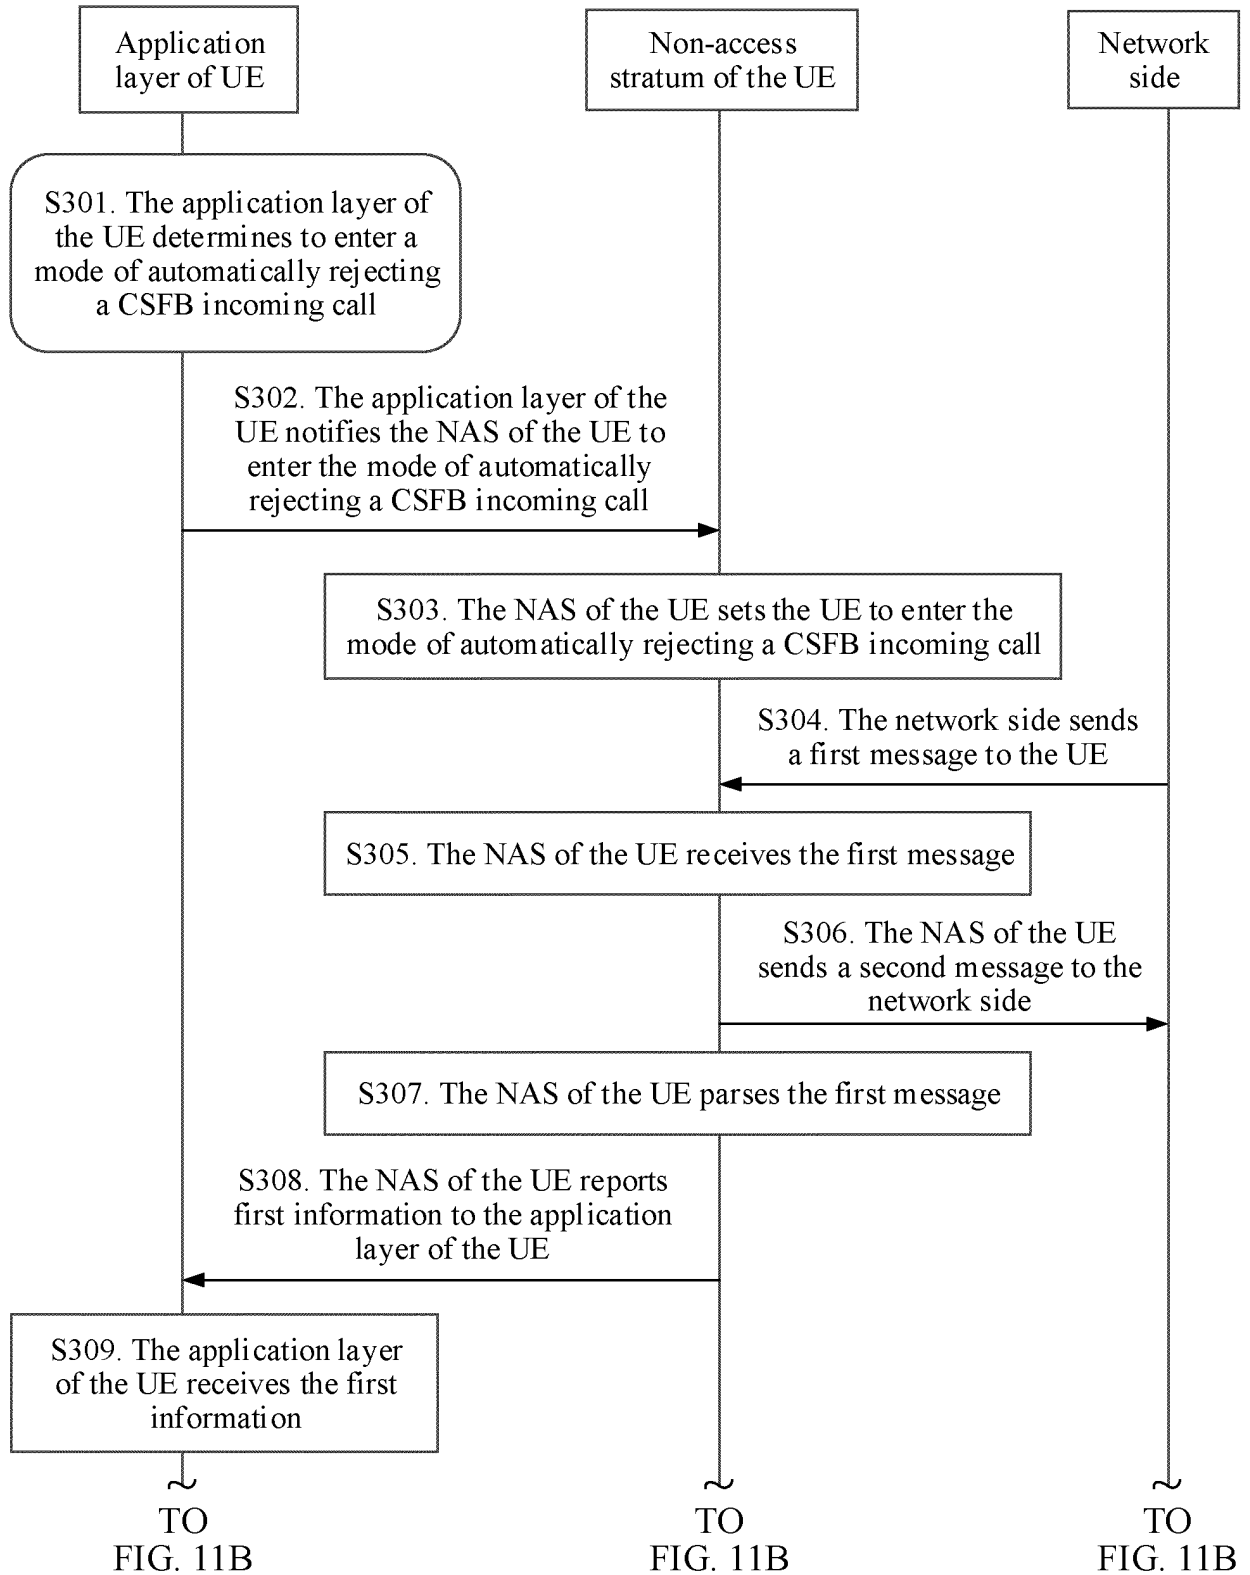 Application
layer of UE
Non-access
stratum of the UE
Network
side
S301. The application layer of
the UE determines to enter a
mode of automatically rejecting
a CSFB incoming call
S302. The application layer of the
UE notifies the NAS of the UE to
enter the mode of automatically
rejecting a CSFB incoming call
S303. The NAS of the UE sets the UE to enter the
mode of automatically rejecting a CSFB incoming call
S304. The network side sends
a first message to the UE
S305. The NAS of the UE receives the first message
S306. The NAS of the UE
sends a second message to the
network side
S307. The NAS of the UE parses the first message
S308. The NAS of the UE reports
first information to the application
layer of the UE
S309. The application layer
of the UE receives the first
information
TO
FIG. 11B
TO
FIG. 11B
TO
FIG. 11B